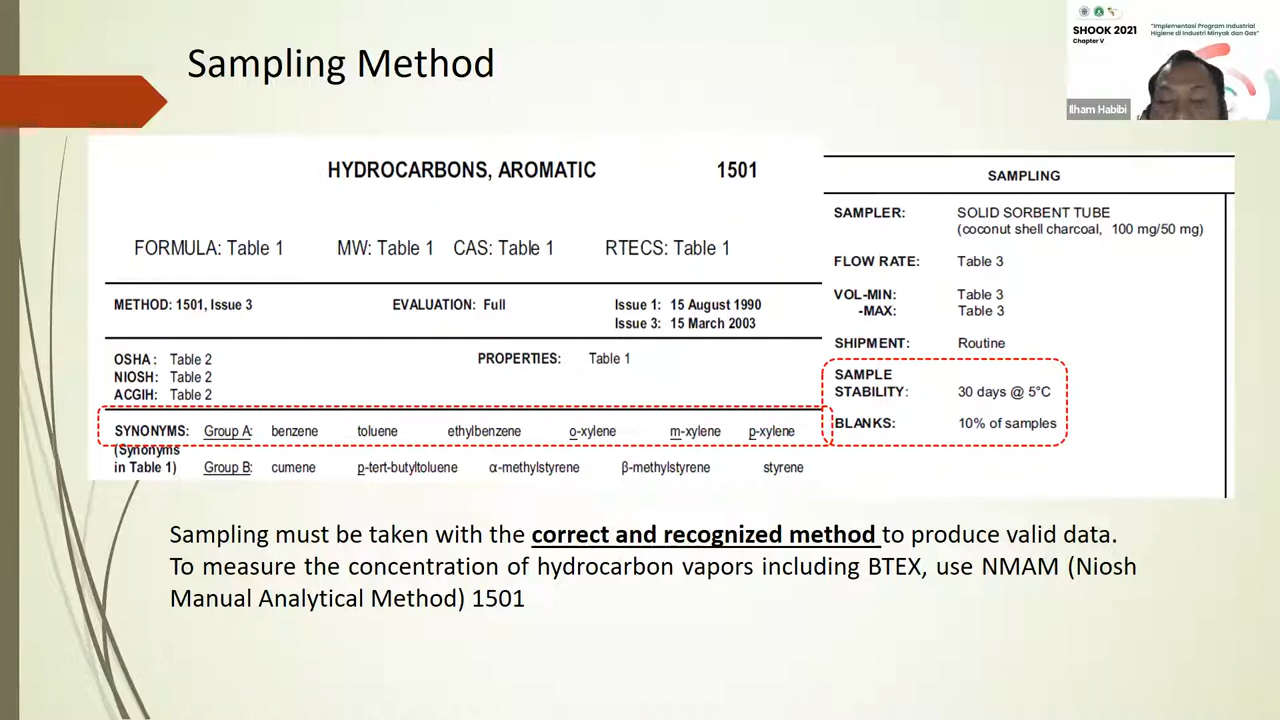 Sampling Method
SHOOK 2021
Chapter V
"Implementasi Program Industrial
Higiene di Industri Minyak dan Gas"
Ilham Habibi
HYDROCARBONS, AROMATIC 1501
FORMULA: Table 1 MW: Table 1 CAS: Table 1 RTECS: Table 1
METHOD: 1501, Issue 3 EVALUATION: Full Issue 1: 15 August 1990
Issue 3: 15 March 2003
OSHA : Table 2 PROPERTIES: Table 1
NIOSH: Table 2
ACGIH: Table 2
SYNONYMS: Group A: benzene toluene ethylbenzene o-xylene m-xylene p-xylene
(Synonyms
in Table 1) Group B: cumene p-tert-butyltoluene α-methylstyrene β-methylstyrene styrene
SAMPLING
SAMPLER: SOLID SORBENT TUBE
(coconut shell charcoal, 100 mg/50 mg)
FLOW RATE: Table 3
VOL-MIN: Table 3
-MAX: Table 3
SHIPMENT: Routine
SAMPLE
STABILITY: 30 days @ 5°C
BLANKS: 10% of samples
Sampling must be taken with the correct and recognized method to produce valid data.
To measure the concentration of hydrocarbon vapors including BTEX, use NMAM (Niosh
Manual Analytical Method) 1501